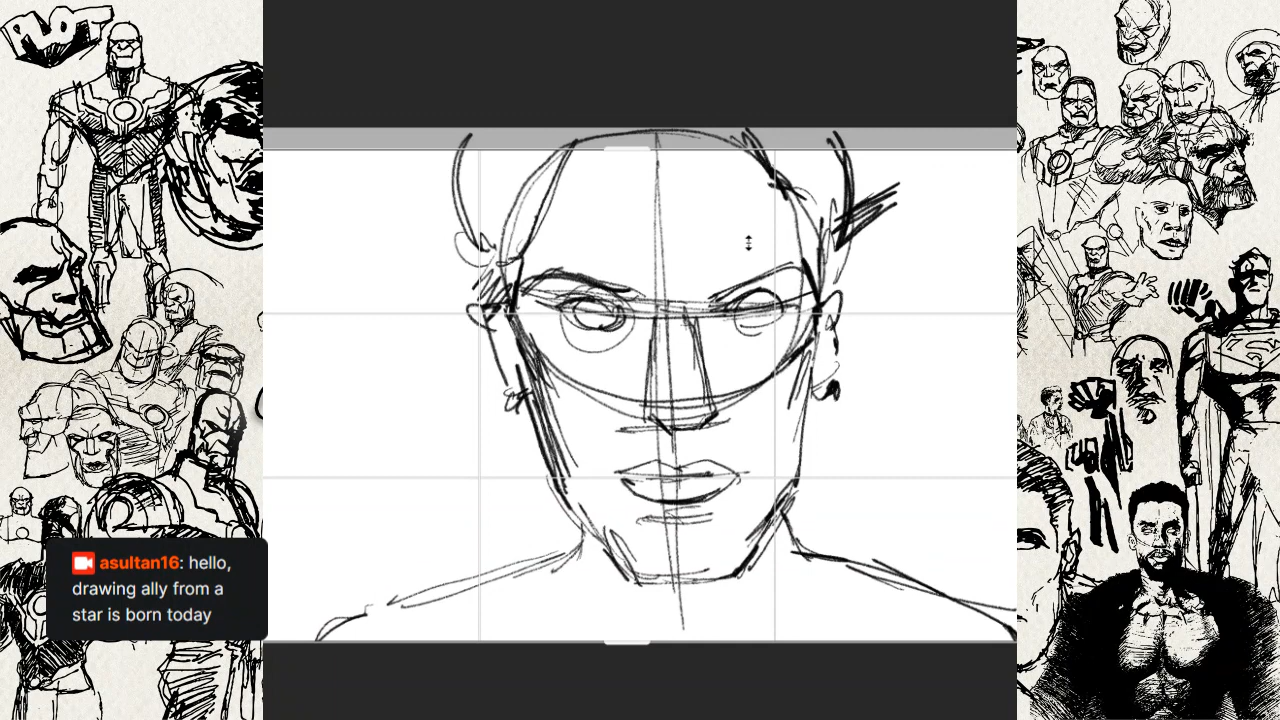 PLOT
asultan16: hello,
drawing ally from a
star is born today